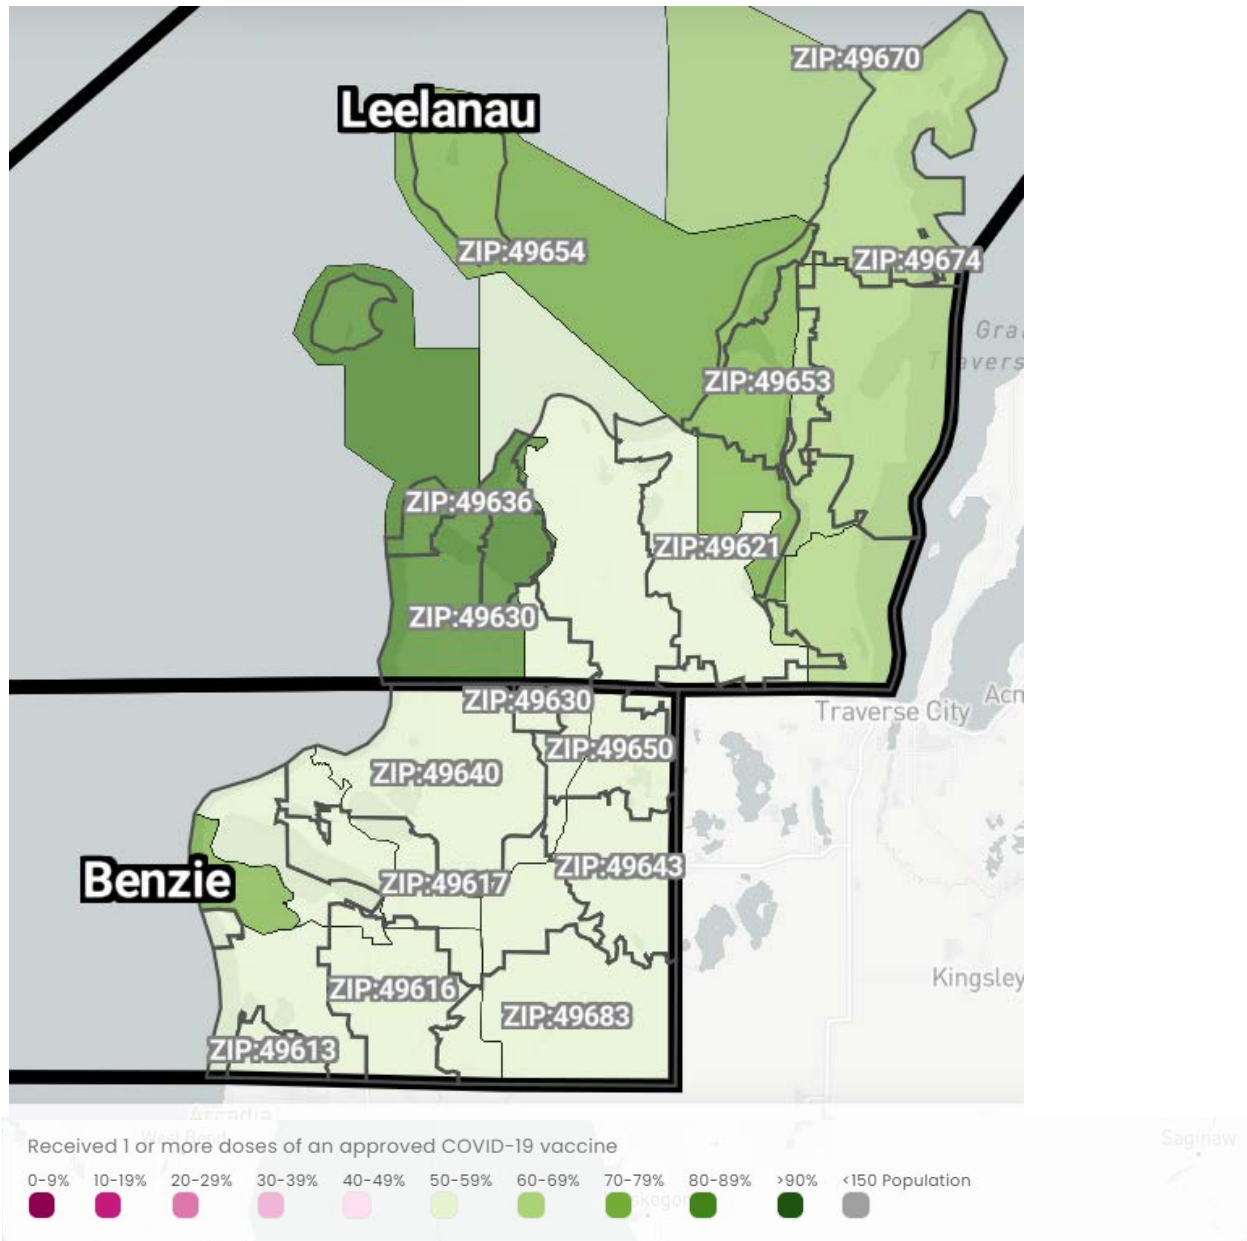 ZIP:49670
Leelanau
ZIP:49654
ZIP:49674
ZIP:49653
ZIP:49636
ZIP:49621
ZIP:49630
ZIP:49630
Traverse City
ZIP:49650
ZIP:49640
ZIP:49643
Benzie
ZIP:49617
Kingsley
ZIP:49616
ZIP:49683
ZIP:49613
Arcadia
Saginaw
Received 1 or more doses of an approved COVID-19 vaccine
0-9% 10-19% 20-29% 30-39% 40-49% 50-59% 60-69% 70-79% 80-89% >90% <150 Population